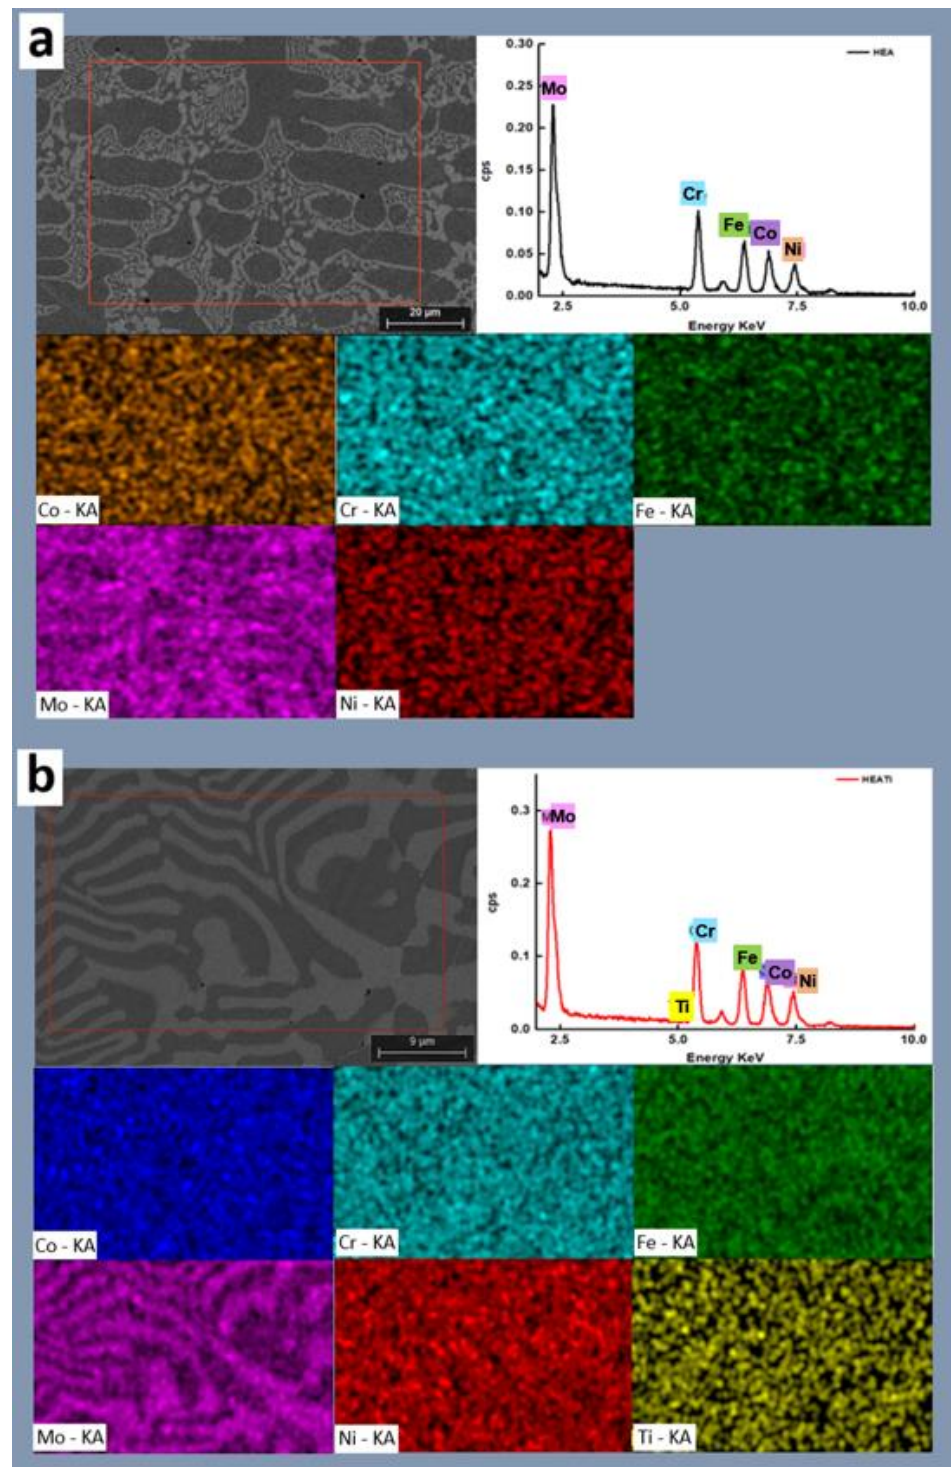 a
HEA
0.30
0.25
0.20
0.15
0.10
0.05
0.00
cps
Mo
Cr
Fe
Co
Ni
2.5
5.0
7.5
10.0
Energy KeV
20 µm
Co - KA
Cr - KA
Fe - KA
Mo - KA
Ni - KA
b
HEATI
0.3
0.2
0.1
0.0
cps
Mo
Ti
Cr
Fe
Co
Ni
2.5
5.0
7.5
10.0
Energy KeV
9 µm
Co - KA
Cr - KA
Fe - KA
Mo - KA
Ni - KA
Ti - KA